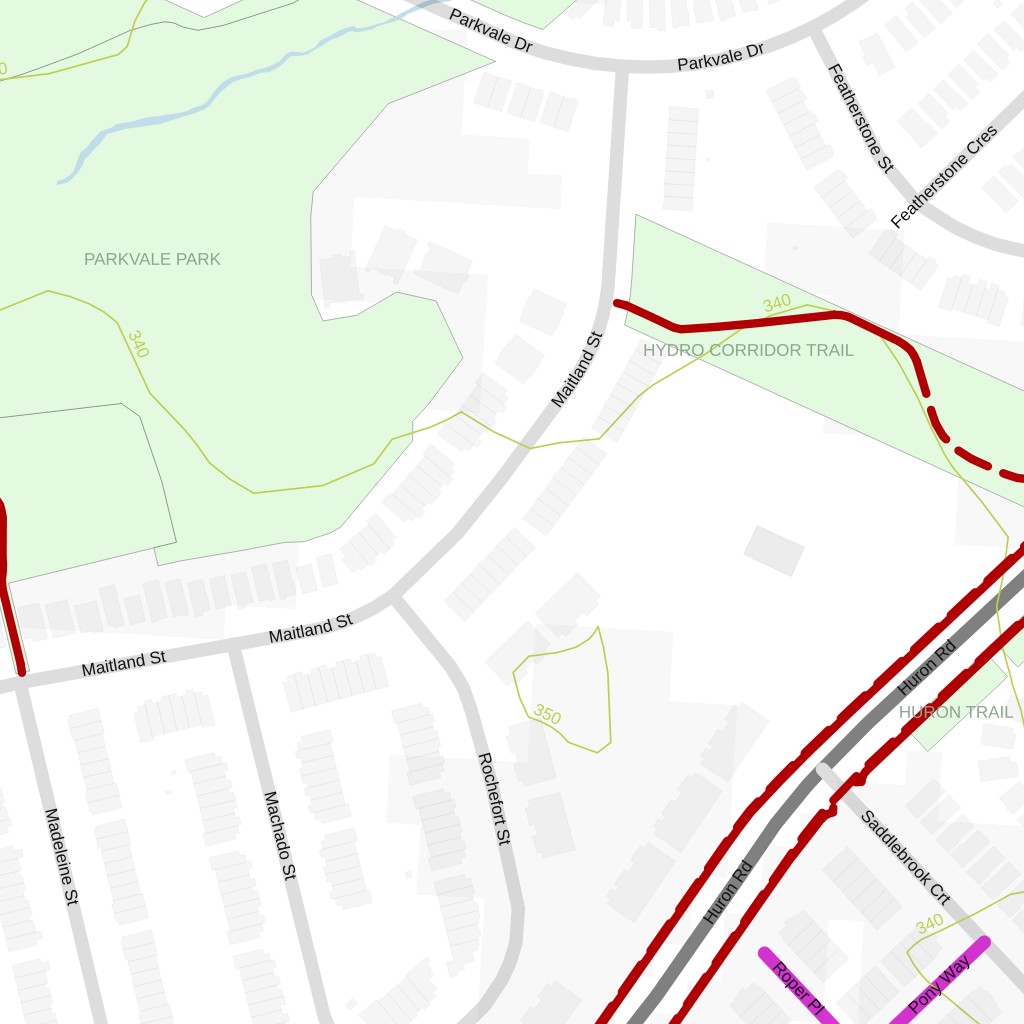 Parkvale Dr
Parkvale Dr
Featherstone St
Featherstone Cres
0
PARKVALE PARK
340
340
HYDRO CORRIDOR TRAIL
Maitland St
Maitland St
Maitland St
Huron Rd
HURON TRAIL
350
Rochefort St
Machado St
Madeleine St
Huron Rd
Saddlebrook Crt
340
Roper Pl
Pony Way